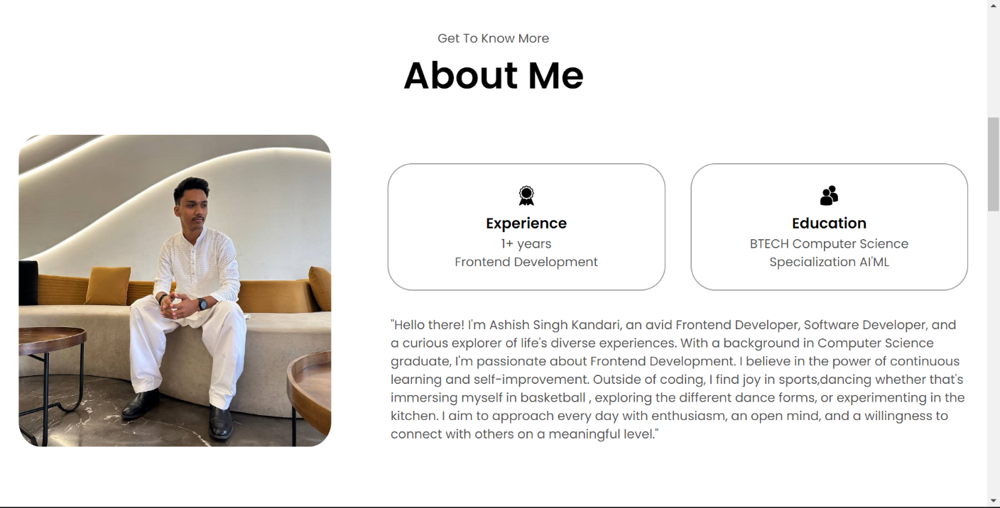 Get To Know More
About Me
Experience
1+ years
Frontend Development
Education
BTECH Computer Science
Specialization AI'ML
"Hello there! I'm Ashish Singh Kandari, an avid Frontend Developer, Software Developer, and
a curious explorer of life's diverse experiences. With a background in Computer Science
graduate, I'm passionate about Frontend Development. I believe in the power of continuous
learning and self-improvement. Outside of coding, I find joy in sports,dancing whether that's
immersing myself in basketball , exploring the different dance forms, or experimenting in the
kitchen. I aim to approach every day with enthusiasm, an open mind, and a willingness to
connect with others on a meaningful level."